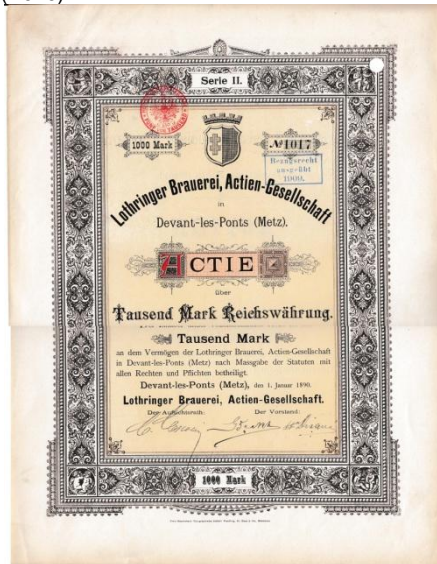 Serie II.
1000 Mark
№1017
Bezugsrecht
ausgeübt
1909.
Lothringer Brauerei, Actien-Gesellschaft
in
Devant-les-Ponts (Metz).
ACTIE
über
Tausend Mark Reichswährung.
Tausend Mark
an dem Vermögen der Lothringer Brauerei, Actien-Gesellschaft
in Devant-les-Ponts (Metz) nach Massgabe der Statuten mit
allen Rechten und Pflichten betheiligt.
Devant-les-Ponts (Metz), den 1. Januar 1890.
Lothringer Brauerei, Actien-Gesellschaft.
Der Aufsichtsrath: Der Vorstand:
1000 Mark